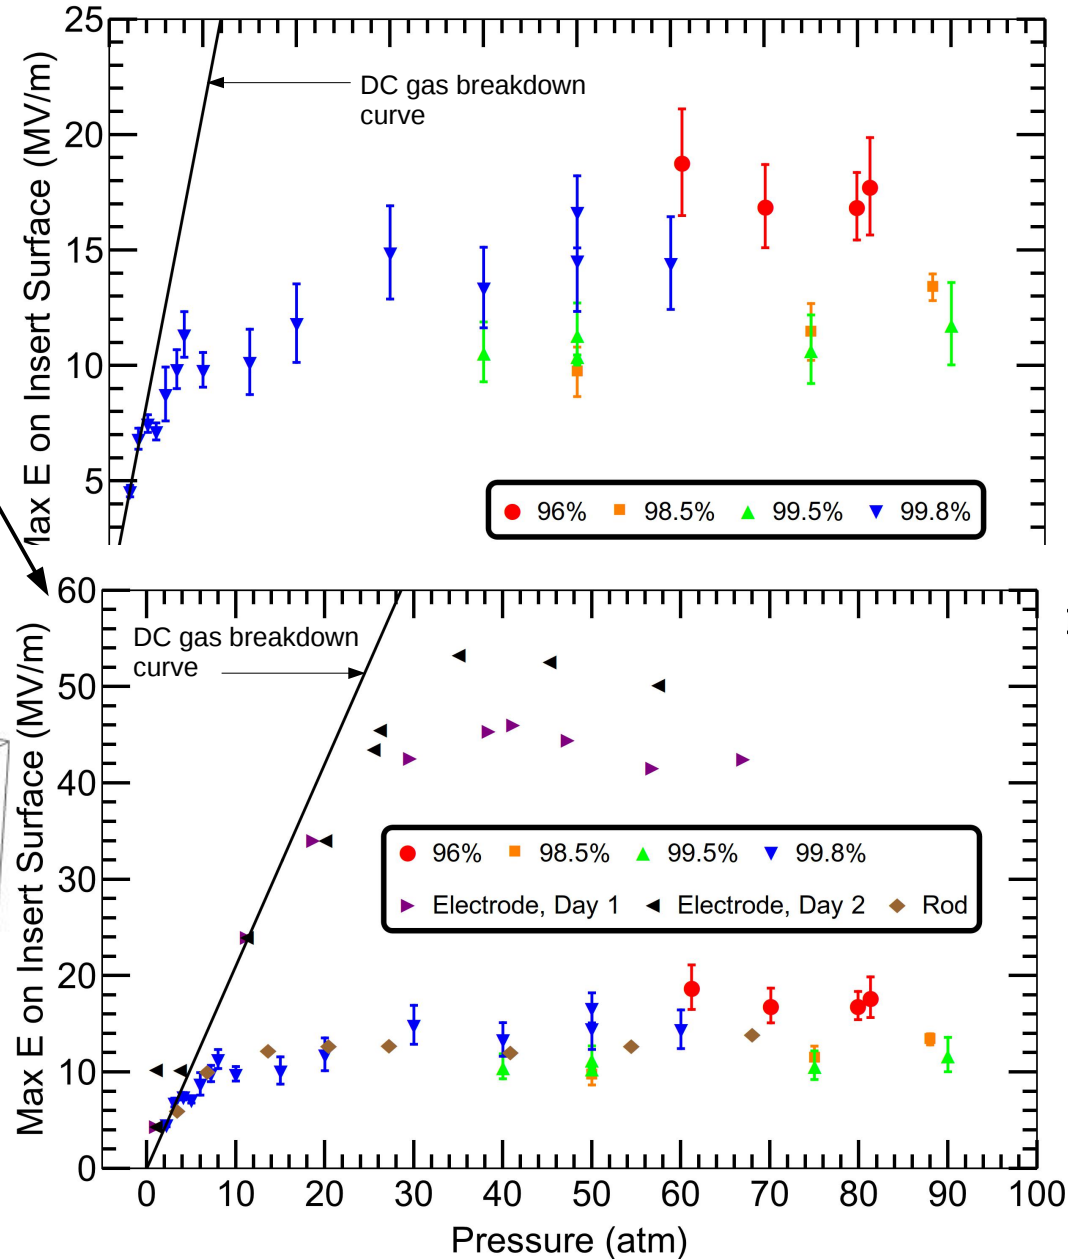 25
20
15
10
5
Max E on Insert Surface (MV/m)
DC gas breakdown
curve
96% 98.5% 99.5% 99.8%
60
50
40
30
20
10
0
Max E on Insert Surface (MV/m)
DC gas breakdown
curve
96% 98.5% 99.5% 99.8%
Electrode, Day 1 Electrode, Day 2 Rod
0 10 20 30 40 50 60 70 80 90 100
Pressure (atm)